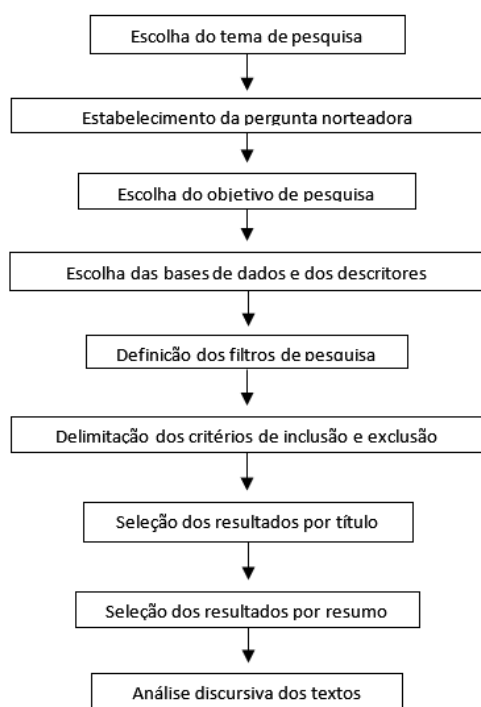 Escolha do tema de pesquisa
Estabelecimento da pergunta norteadora
Escolha do objetivo de pesquisa
Escolha das bases de dados e dos descritores
Definição dos filtros de pesquisa
Delimitação dos critérios de inclusão e exclusão
Seleção dos resultados por título
Seleção dos resultados por resumo
Análise discursiva dos textos